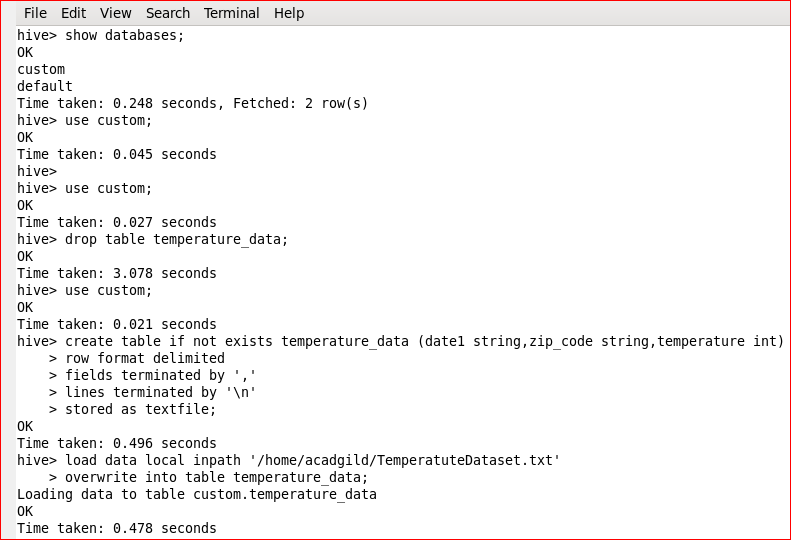 File Edit View Search Terminal Help
hive> show databases;
OK
custom
default
Time taken: 0.248 seconds, Fetched: 2 row(s)
hive> use custom;
OK
Time taken: 0.045 seconds
hive>
hive> use custom;
OK
Time taken: 0.027 seconds
hive> drop table temperature_data;
OK
Time taken: 3.078 seconds
hive> use custom;
OK
Time taken: 0.021 seconds
hive> create table if not exists temperature_data (date1 string,zip_code string,temperature int)
    > row format delimited
    > fields terminated by ','
    > lines terminated by '\n'
    > stored as textfile;
OK
Time taken: 0.496 seconds
hive> load data local inpath '/home/acadgild/TemperatuteDataset.txt'
    > overwrite into table temperature_data;
Loading data to table custom.temperature_data
OK
Time taken: 0.478 seconds